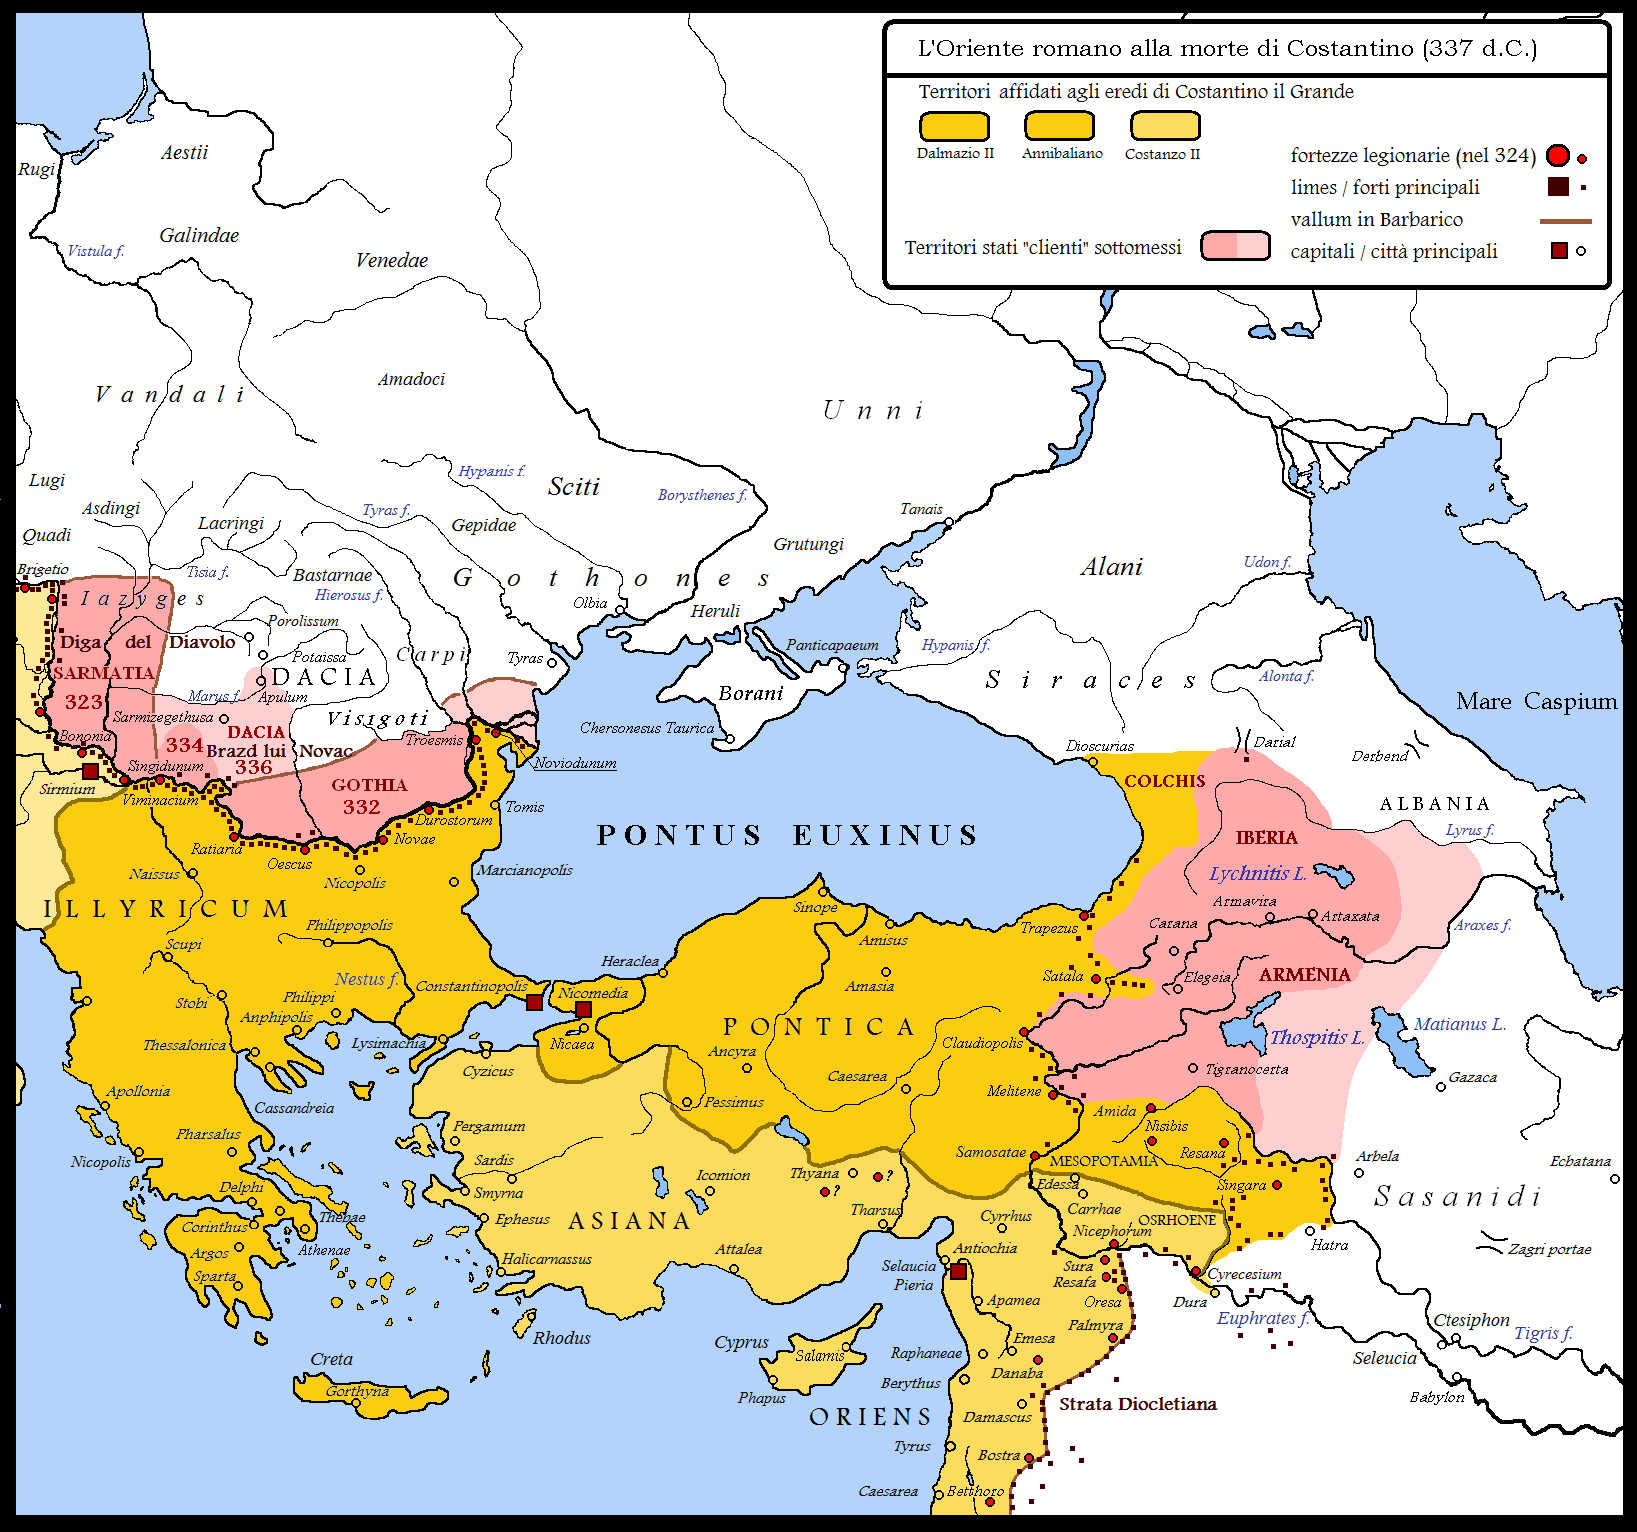 L'Oriente romano alla morte di Costantino (337 d.C.)
Territori affidati agli eredi di Costantino il Grande
Dalmazio II
Annibaliano
Costanzo II
fortezze legionarie (nel 324)
limes / forti principali
vallum in Barbarico
Territori stati "clienti" sottomessi
capitali / città principali
Rugi
Aestii
Galindae
Vistula f.
Venedae
Amadoci
Vandali
Unni
Lugi
Hypanis f.
Sciti
Borysthenes f.
Asdingi
Tyras f.
Lacringi
Gepidae
Tanais
Quadi
Grutungi
Brigetio
Tisia f.
Bastarnae
Gothones
Alani
Udon f.
Iazyges
Hierosus f.
Olbia
Heruli
Porolissum
Diga del Diavolo
Potaissa
Carpi
Tyras
Panticapaeum
Hypanis f.
SARMATIA
323
DACIA
Marus f.
Apulum
Borani
Siraces
Alonta f.
Mare Caspium
Sarmizegethusa
Visigoti
Chersonesus Taurica
Bononia
334
DACIA
Brazd lui Novac
336
Troesmis
Dioscurias
Darial
Derbend
Singidunum
Noviodunum
Sirmium
Viminacium
GOTHIA
332
COLCHIS
ALBANIA
Tomis
Durostorum
Lyrus f.
Ratiaria
Novae
PONTUS EUXINUS
IBERIA
Oescus
Naissus
Nicopolis
Marcianopolis
Lychnitis L.
ILLYRICUM
Sinope
Armavira
Artaxata
Philippopolis
Trapezus
Carana
Araxes f.
Scupi
Amisus
Heraclea
Nestus f.
Constantinopolis
Nicomedia
Amasia
Satala
Elegeia
ARMENIA
Stobi
Philippi
Anphipolis
PONTICA
Thessalonica
Lysimachia
Nicaea
Ancyra
Claudiopolis
Thospitis L.
Matianus L.
Cyzicus
Caesarea
Tigranocerta
Gazaca
Apollonia
Cassandreia
Pessimus
Melitene
Amida
Pergamum
Nisibis
Pharsalus
Nicopolis
Samosatae
MESOPOTAMIA
Resana
Arbela
Echatana
Sardis
Icomion
Thyana
?
?
Delphi
Smyrna
Edessa
Singara
Sasanidi
Thebae
Corinthus
Ephesus
ASIANA
Tharsus
Cyrrhus
Carrhae
OSRHOENE
Nicephorum
Argos
Athenae
Halicarnassus
Attalea
Antiochia
Hatra
Zagri portae
Sparta
Selaucia
Pieria
Sura
Resafa
Cyrecesium
Oresa
Dura
Apamea
Euphrates f.
Rhodus
Cyprus
Salamis
Emesa
Palmyra
Ctesiphon
Tigris f.
Creta
Raphaneae
Danaba
Seleucia
Gorthyna
Phapus
Berythus
Babylon
ORIENS
Damascus
Strata Diocletiana
Tyrus
Bostra
Caesarea
Betthoro